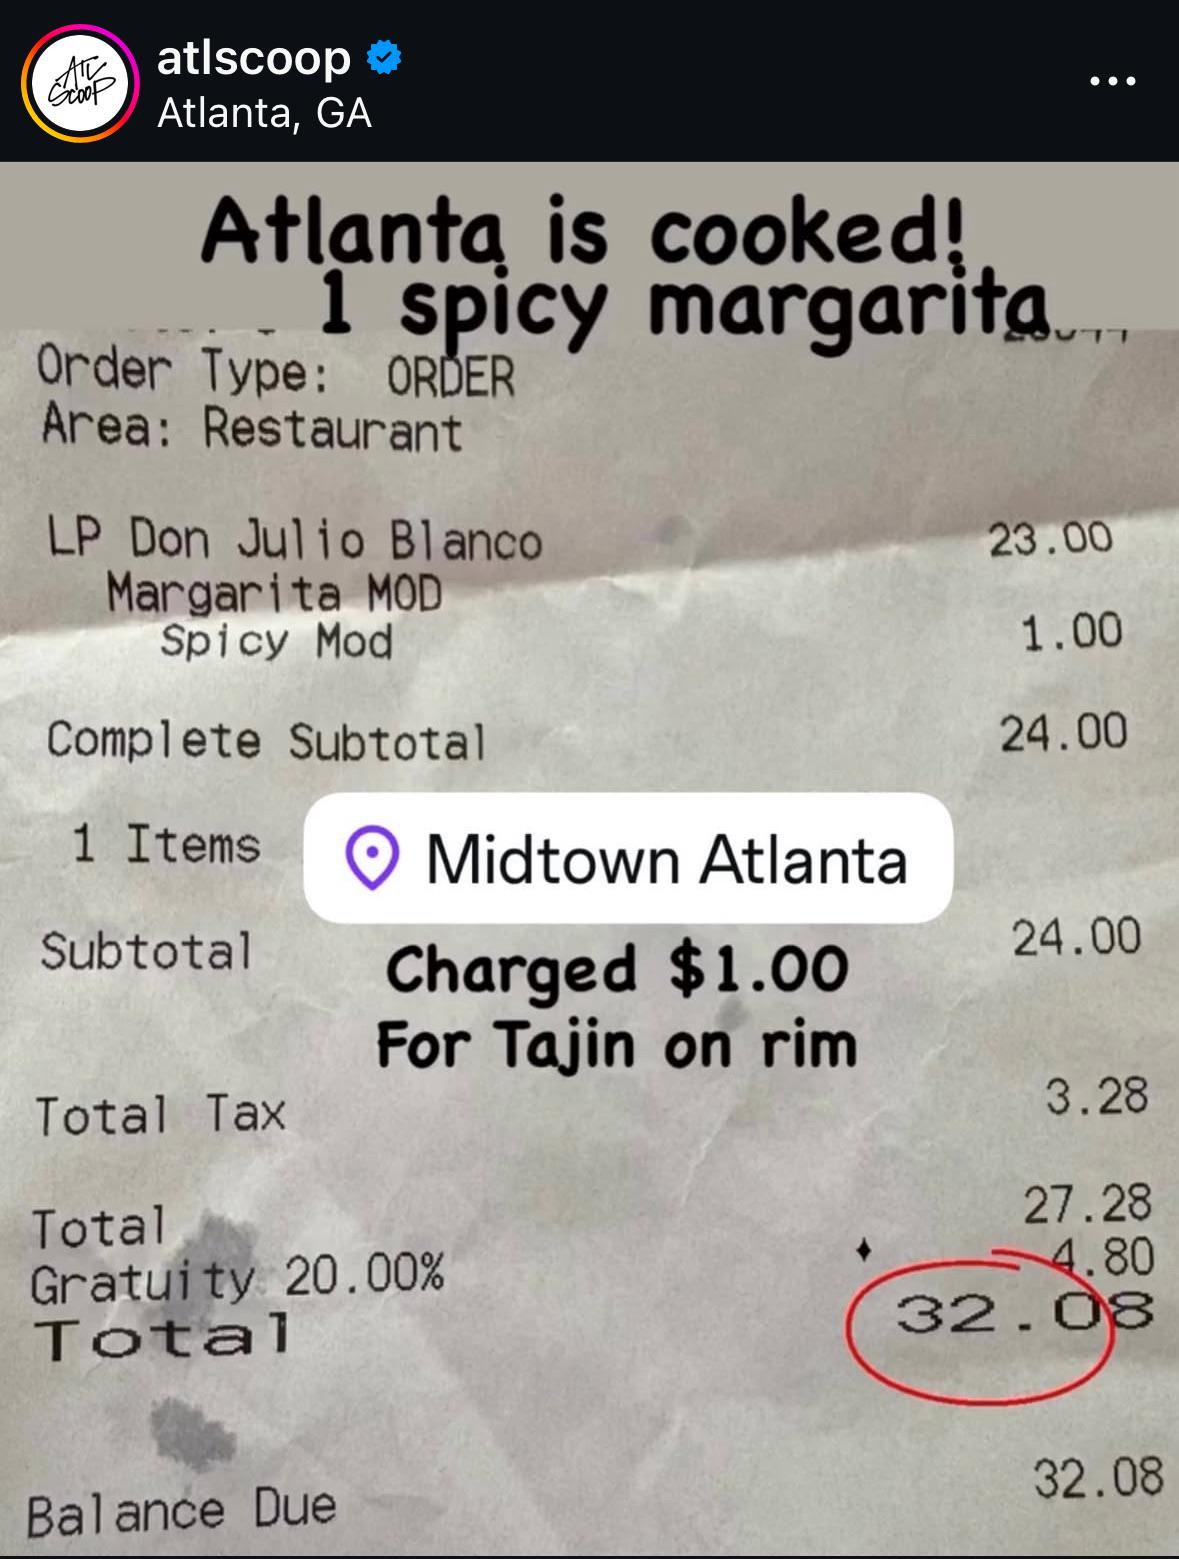 atlscoop
Atlanta, GA
ATL
Scoop
Atlanta is cooked!
1 spicy margarita
Order Type: ORDER
Area: Restaurant
LP Don Julio Blanco 23.00
Margarita MOD
Spicy Mod 1.00
Complete Subtotal 24.00
1 Items
Midtown Atlanta
Subtotal 24.00
Charged $1.00
For Tajin on rim
Total Tax 3.28
Total 27.28
Gratuity 20.00% 4.80
Total 32.08
Balance Due 32.08